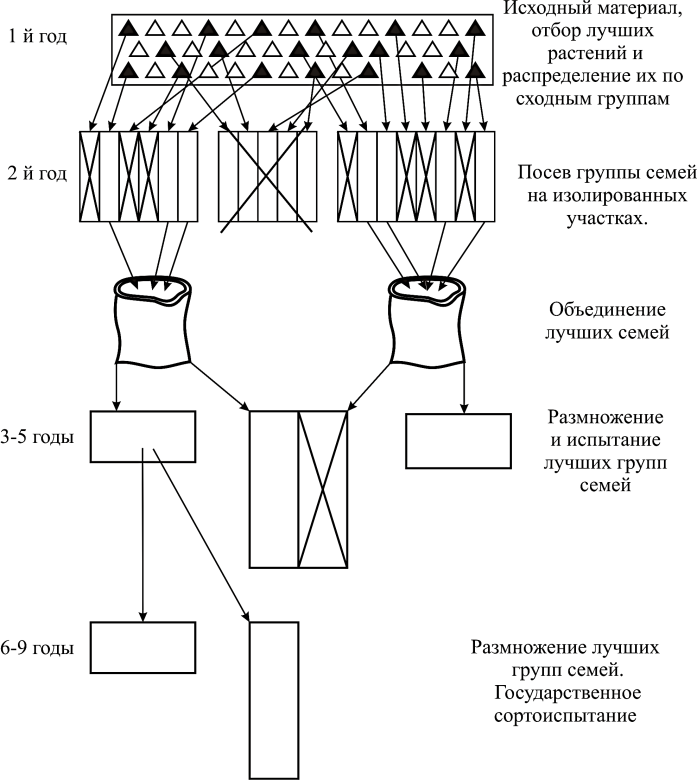 1 й год
Исходный материал,
отбор лучших
растений и
распределение их по
сходным группам
2 й год
Посев группы семей
на изолированных
участках.
Объединение
лучших семей
3-5 годы
Размножение
и испытание
лучших групп
семей
6-9 годы
Размножение лучших
групп семей.
Государственное
сортоиспытание